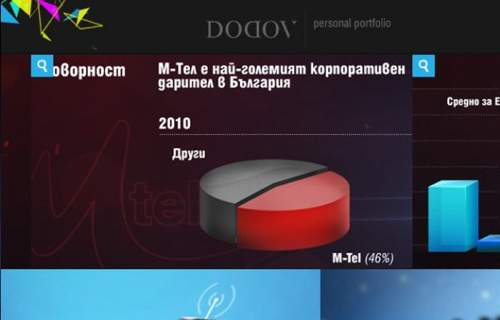 DODOV
personal portfolio
оворност
М-Тел е най-големият корпоративен
дарител в България
2010
Други
M-Tel (46%)
Средно за Е
tel